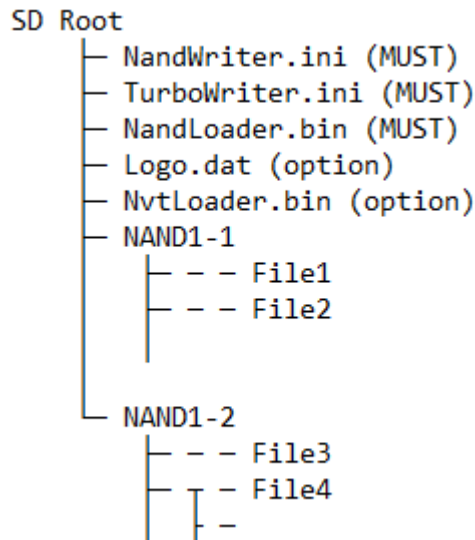 SD Root
NandWriter.ini (MUST)
TurboWriter.ini (MUST)
NandLoader.bin (MUST)
Logo.dat (option)
NvtLoader.bin (option)
NAND1-1
File1
File2
NAND1-2
File3
File4